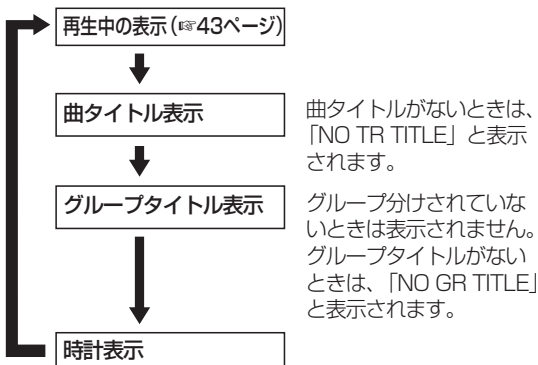 再生中の表示(☞43ページ)
曲タイトル表示
曲タイトルがないときは、
「NO TR TITLE」と表示
されます。
グループタイトル表示
グループ分けされていな
いときは表示されません。
グループタイトルがない
ときは、「NO GR TITLE」
と表示されます。
時計表示